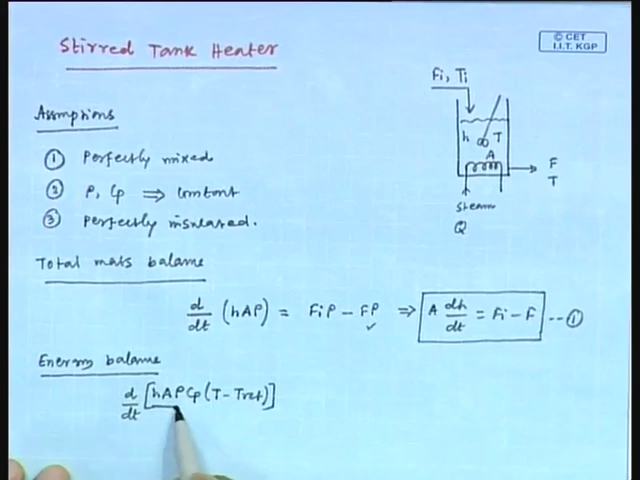 Stirred Tank Heater
© CET
I.I.T. KGP
Fi, Ti
h T
A
F
T
Steam
Q
Assumptions
① Perfectly mixed
② ρ, Cp ⇒ constant
③ Perfectly insulated.
Total mass balance
d/dt (hAρ) = Fiρ - Fρ ⇒ A dh/dt = Fi - F --- ①
Energy balance
d/dt [hAρCp(T - Tref)]